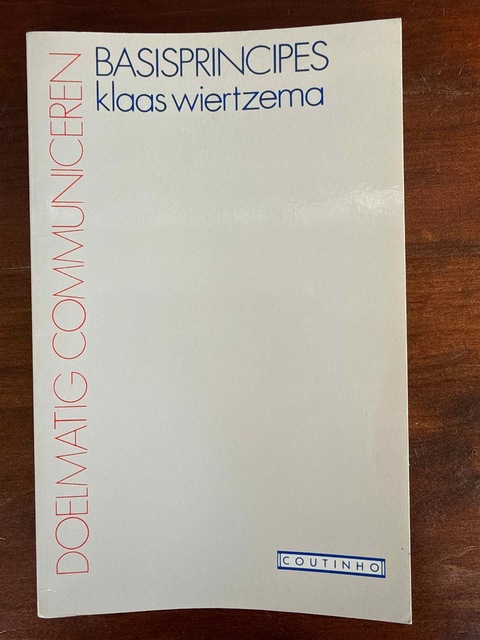 BASISPRINCIPES
klaas wiertzema
DOELMATIG COMMUNICEREN
COUTINHO